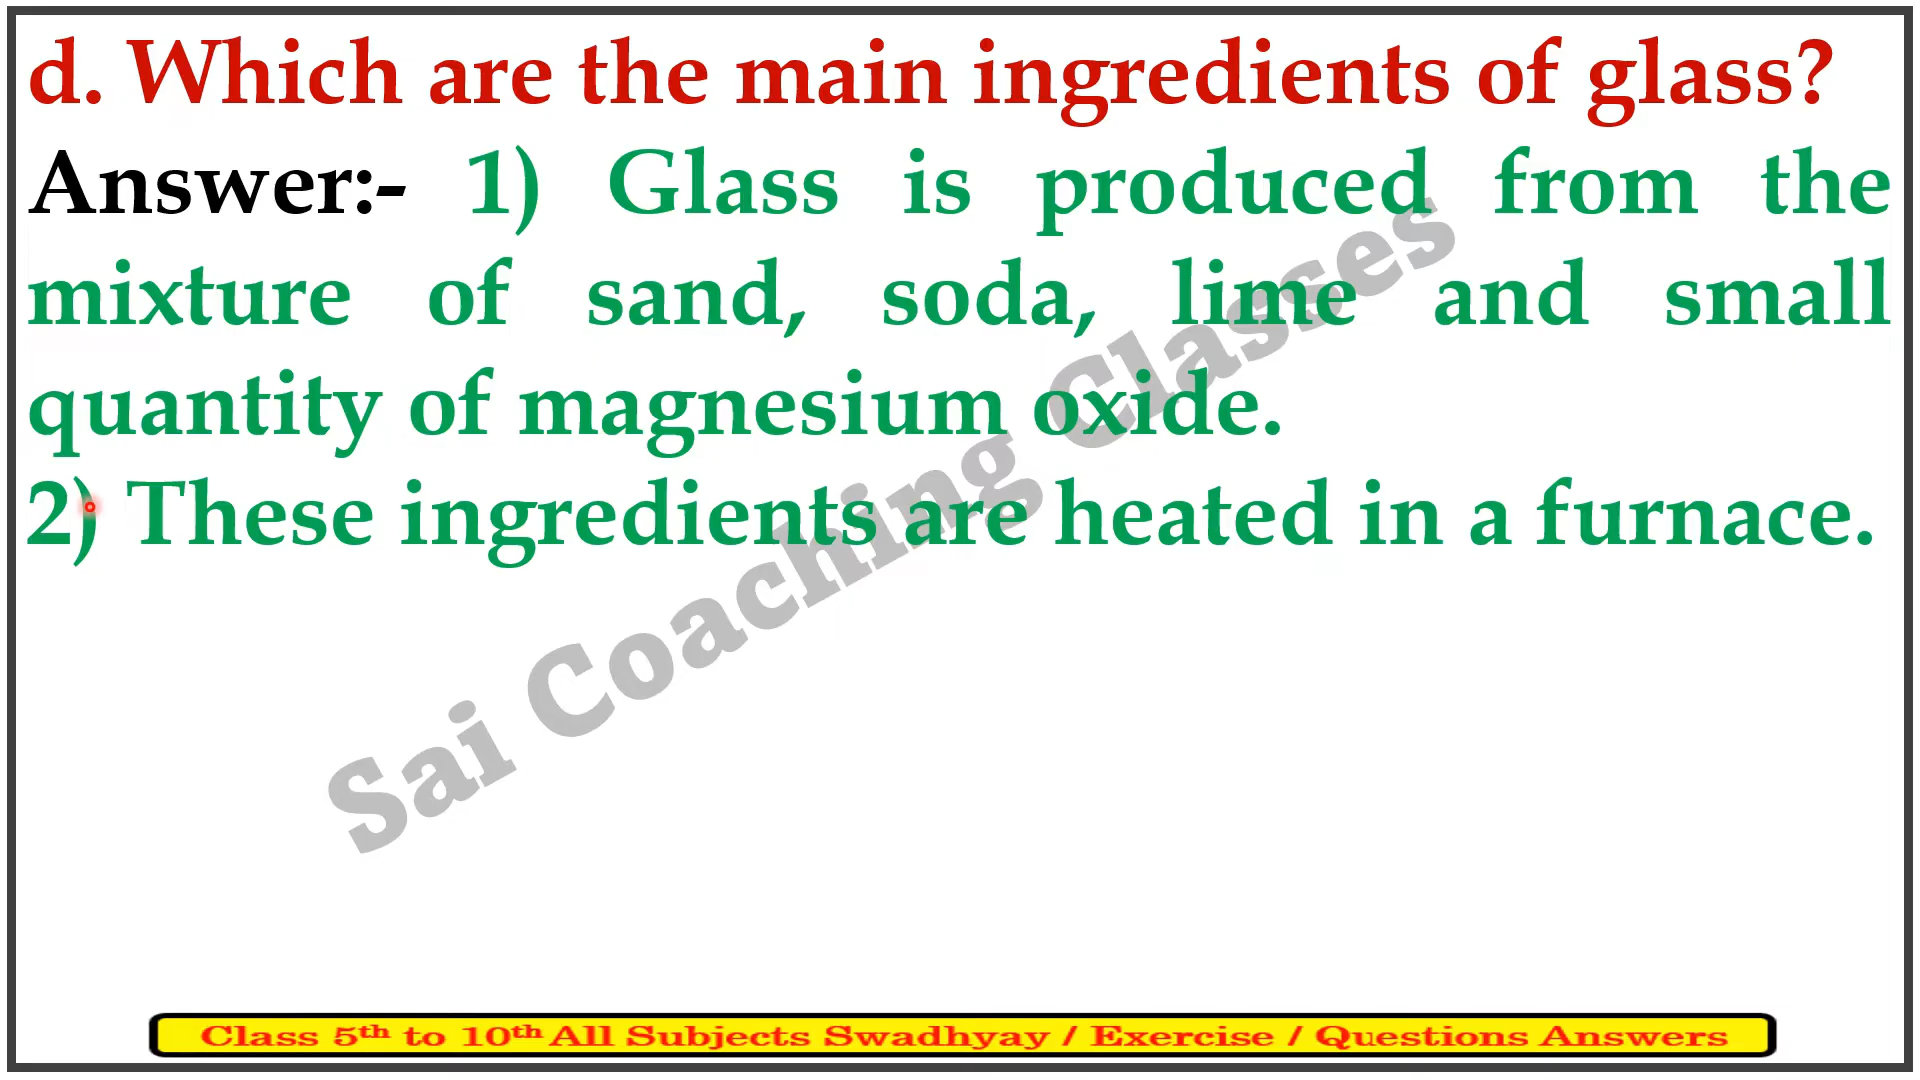 d. Which are the main ingredients of glass?
Answer:- 1) Glass is produced from the
mixture of sand, soda, lime and small
quantity of magnesium oxide.
2) These ingredients are heated in a furnace.
Sai Coaching Classes
Class 5th to 10th All Subjects Swadhyay / Exercise / Questions Answers